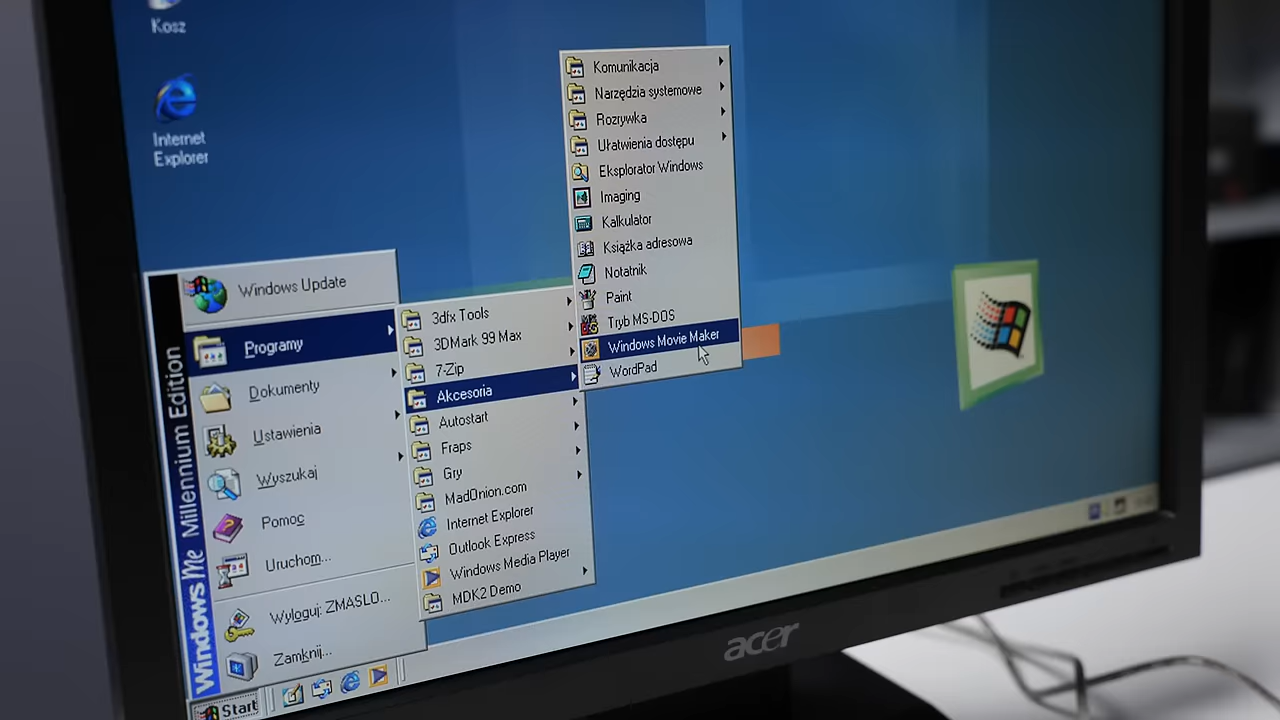 Kosz
Internet
Explorer
Windows Update
Programy
Dokumenty
Ustawienia
Wyszukaj
Pomoc
Uruchom...
Wyloguj: ZMASLO...
Zamknij...
Windows Me Millennium Edition
3dfx Tools
3DMark 99 Max
7-Zip
Akcesoria
Autostart
Fraps
Gry
MadOnion.com
Internet Explorer
Outlook Express
Windows Media Player
MDK2 Demo
Komunikacja
Narzędzia systemowe
Rozrywka
Ułatwienia dostępu
Eksplorator Windows
Imaging
Kalkulator
Książka adresowa
Notatnik
Paint
Tryb MS-DOS
Windows Movie Maker
WordPad
Start
acer